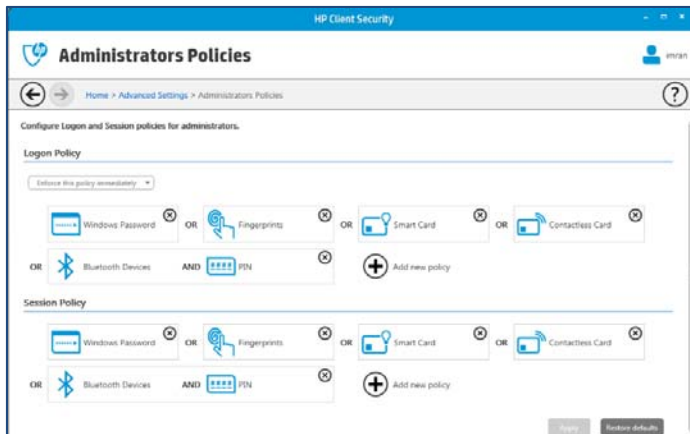 HP Client Security
hp
Administrators Policies
emran
Home > Advanced Settings > Administrators Policies
?
Configure Logon and Session policies for administrators.
Logon Policy
Enforce this policy immediately
Windows Password OR Fingerprints OR Smart Card OR Contactless Card
OR Bluetooth Devices AND PIN Add new policy
Session Policy
Windows Password OR Fingerprints OR Smart Card OR Contactless Card
OR Bluetooth Devices AND PIN Add new policy
Apply Restore defaults